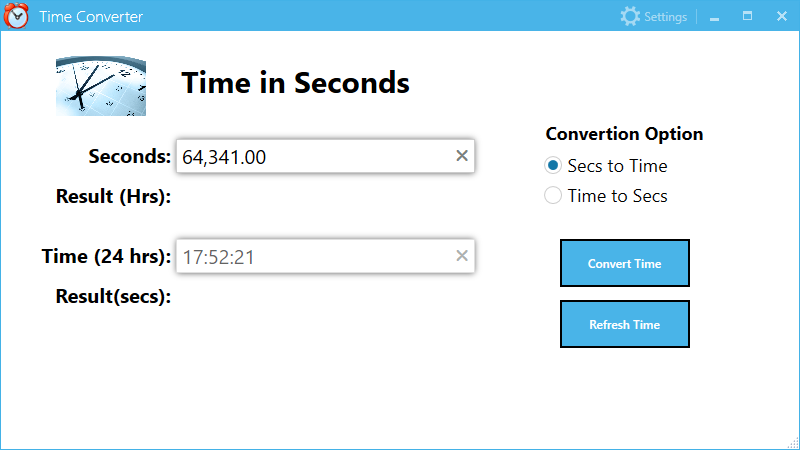 Time Converter
Settings
Time in Seconds
Seconds: 64,341.00
Result (Hrs):
Time (24 hrs): 17:52:21
Result(secs):
Convertion Option
Secs to Time
Time to Secs
Convert Time
Refresh Time